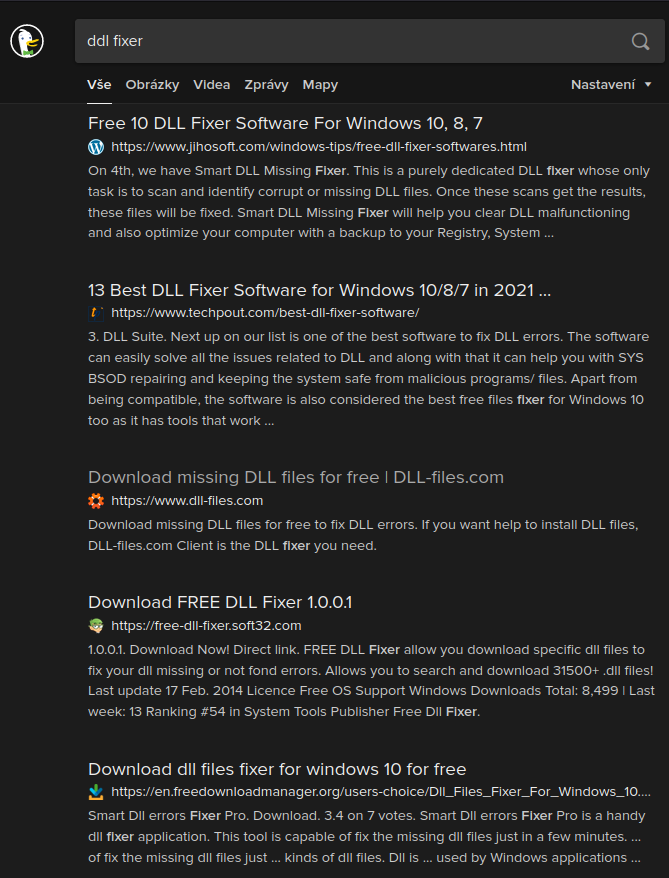 ddl fixer
Vše Obrázky Videa Zprávy Mapy Nastavení
Free 10 DLL Fixer Software For Windows 10, 8, 7
https://www.jihosoft.com/windows-tips/free-dll-fixer-softwares.html
On 4th, we have Smart DLL Missing Fixer. This is a purely dedicated DLL fixer whose only
task is to scan and identify corrupt or missing DLL files. Once these scans get the results,
these files will be fixed. Smart DLL Missing Fixer will help you clear DLL malfunctioning
and also optimize your computer with a backup to your Registry, System ...
13 Best DLL Fixer Software for Windows 10/8/7 in 2021 ...
https://www.techpout.com/best-dll-fixer-software/
3. DLL Suite. Next up on our list is one of the best software to fix DLL errors. The software
can easily solve all the issues related to DLL and along with that it can help you with SYS
BSOD repairing and keeping the system safe from malicious programs/ files. Apart from
being compatible, the software is also considered the best free files fixer for Windows 10
too as it has tools that work ...
Download missing DLL files for free | DLL-files.com
https://www.dll-files.com
Download missing DLL files for free to fix DLL errors. If you want help to install DLL files,
DLL-files.com Client is the DLL fixer you need.
Download FREE DLL Fixer 1.0.0.1
https://free-dll-fixer.soft32.com
1.0.0.1. Download Now! Direct link. FREE DLL Fixer allow you download specific dll files to
fix your dll missing or not fond errors. Allows you to search and download 31500+ .dll files!
Last update 17 Feb. 2014 Licence Free OS Support Windows Downloads Total: 8,499 | Last
week: 13 Ranking #54 in System Tools Publisher Free Dll Fixer.
Download dll files fixer for windows 10 for free
https://en.freedownloadmanager.org/users-choice/Dll_Files_Fixer_For_Windows_10....
Smart Dll errors Fixer Pro. Download. 3.4 on 7 votes. Smart Dll errors Fixer Pro is a handy
dll fixer application. This tool is capable of fix the missing dll files just in a few minutes. ...
of fix the missing dll files just ... kinds of dll files. Dll is ... used by Windows applications ...